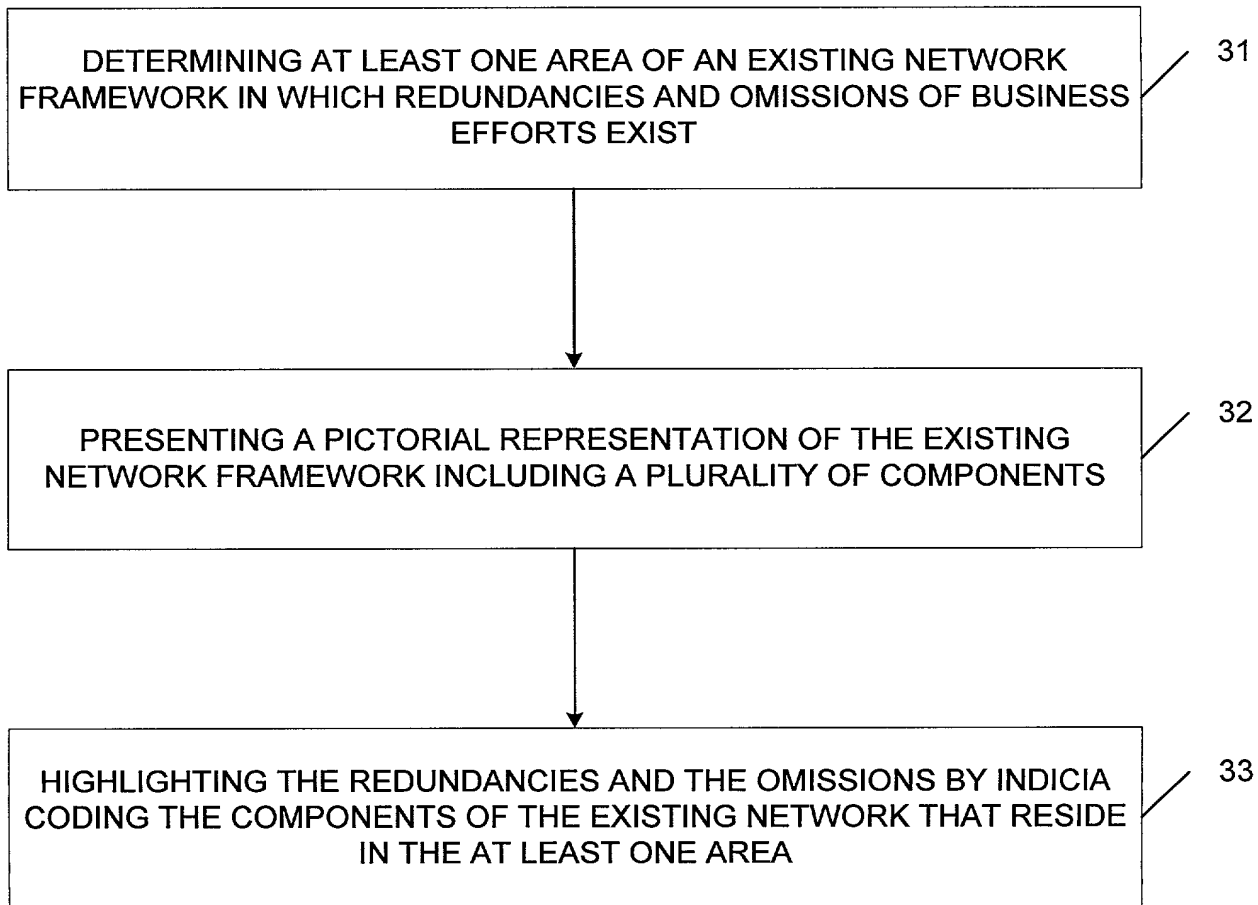 DETERMINING AT LEAST ONE AREA OF AN EXISTING NETWORK
FRAMEWORK IN WHICH REDUNDANCIES AND OMISSIONS OF BUSINESS
EFFORTS EXIST
31
PRESENTING A PICTORIAL REPRESENTATION OF THE EXISTING
NETWORK FRAMEWORK INCLUDING A PLURALITY OF COMPONENTS
32
HIGHLIGHTING THE REDUNDANCIES AND THE OMISSIONS BY INDICIA
CODING THE COMPONENTS OF THE EXISTING NETWORK THAT RESIDE
IN THE AT LEAST ONE AREA
33